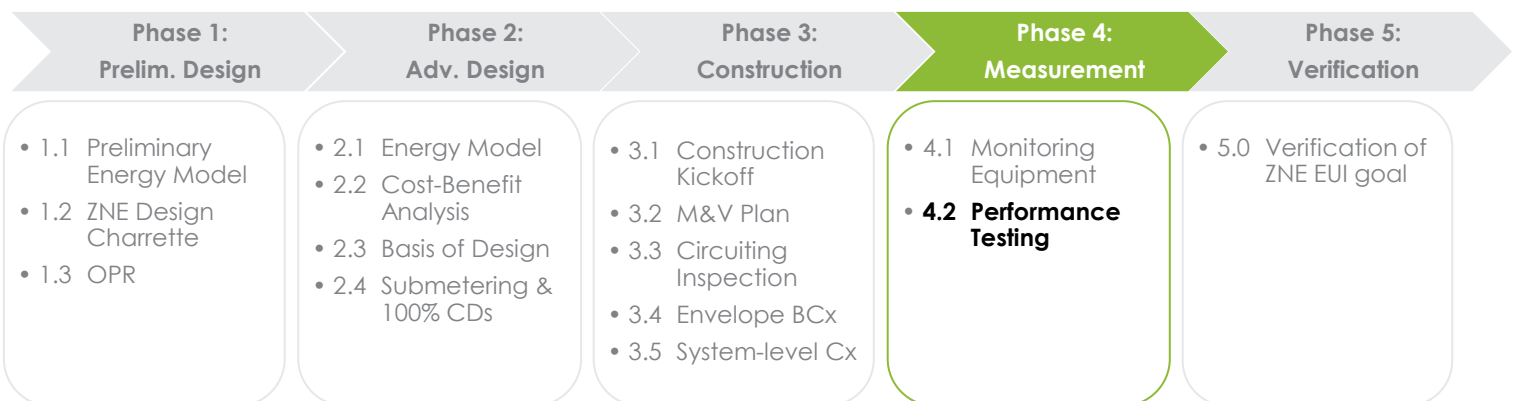 Phase 1:
Prelim. Design
Phase 2:
Adv. Design
Phase 3:
Construction
Phase 4:
Measurement
Phase 5:
Verification
• 1.1 Preliminary
Energy Model
• 1.2 ZNE Design
Charrette
• 1.3 OPR
• 2.1 Energy Model
• 2.2 Cost-Benefit
Analysis
• 2.3 Basis of Design
• 2.4 Submetering &
100% CDs
• 3.1 Construction
Kickoff
• 3.2 M&V Plan
• 3.3 Circuiting
Inspection
• 3.4 Envelope BCx
• 3.5 System-level Cx
• 4.1 Monitoring
Equipment
• 4.2 Performance
Testing
• 5.0 Verification of
ZNE EUI goal